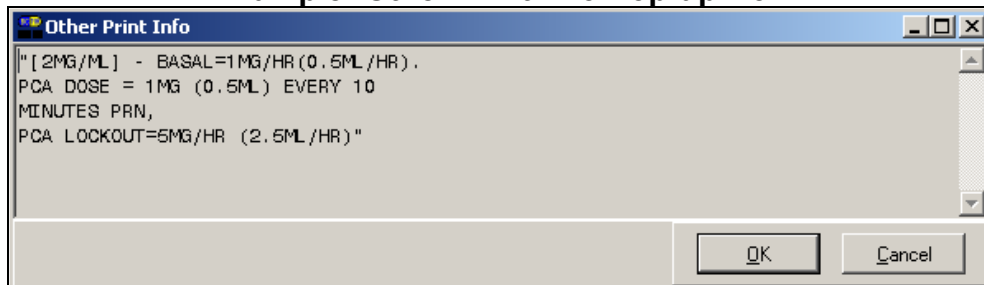 Other Print Info
"[2MG/ML] - BASAL=1MG/HR(0.5ML/HR).
PCA DOSE = 1MG (0.5ML) EVERY 10
MINUTES PRN,
PCA LOCKOUT=5MG/HR (2.5ML/HR)"
OK Cancel